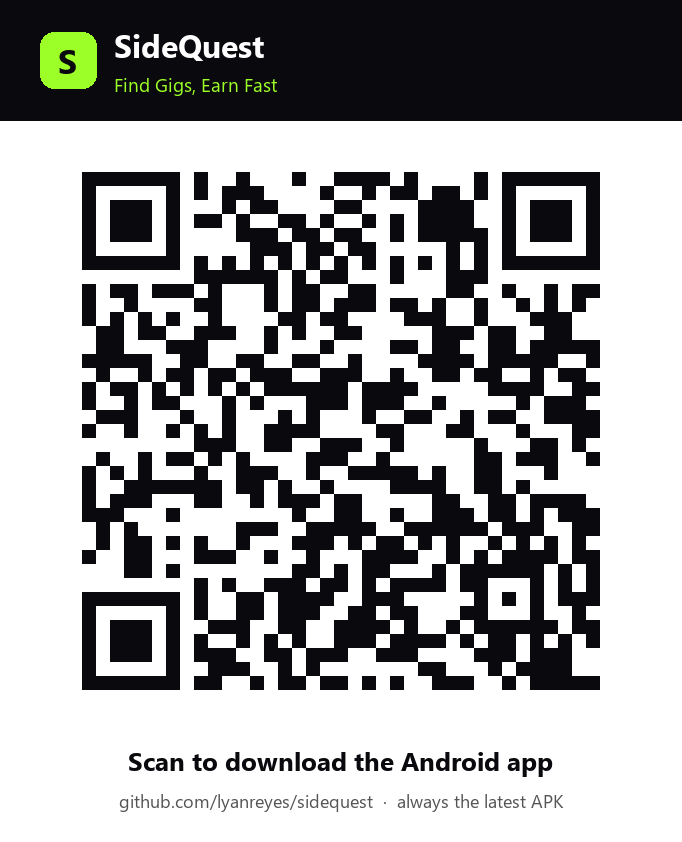 S
SideQuest
Find Gigs, Earn Fast
Scan to download the Android app
github.com/lyanreyes/sidequest · always the latest APK